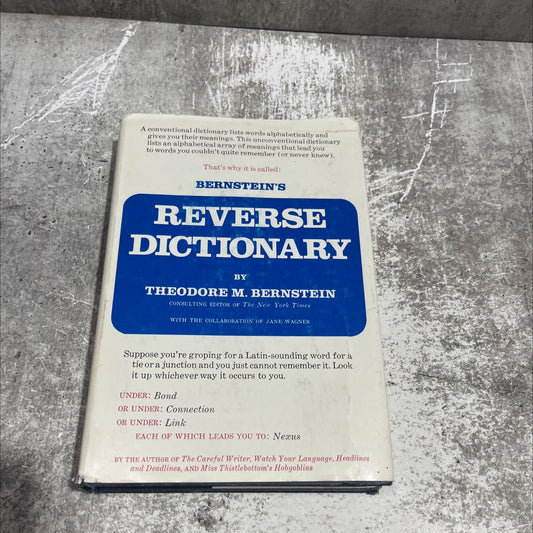 A conventional dictionary lists words alphabetically and
gives you their meanings. This unconventional dictionary
lists an alphabetical array of meanings that lead you
to words you couldn't quite remember (or never knew).
That's why it is called:
BERNSTEIN'S
REVERSE
DICTIONARY
BY
THEODORE M. BERNSTEIN
CONSULTING EDITOR OF The New York Times
WITH THE COLLABORATION OF JANE WAGNER
Suppose you're groping for a Latin-sounding word for a
tie or a junction and you just cannot remember it. Look
it up whichever way it occurs to you.
UNDER: Bond
OR UNDER: Connection
OR UNDER: Link
EACH OF WHICH LEADS YOU TO: Nexus
BY THE AUTHOR OF The Careful Writer, Watch Your Language, Headlines
and Deadlines, AND Miss Thistlebottom's Hobgoblins